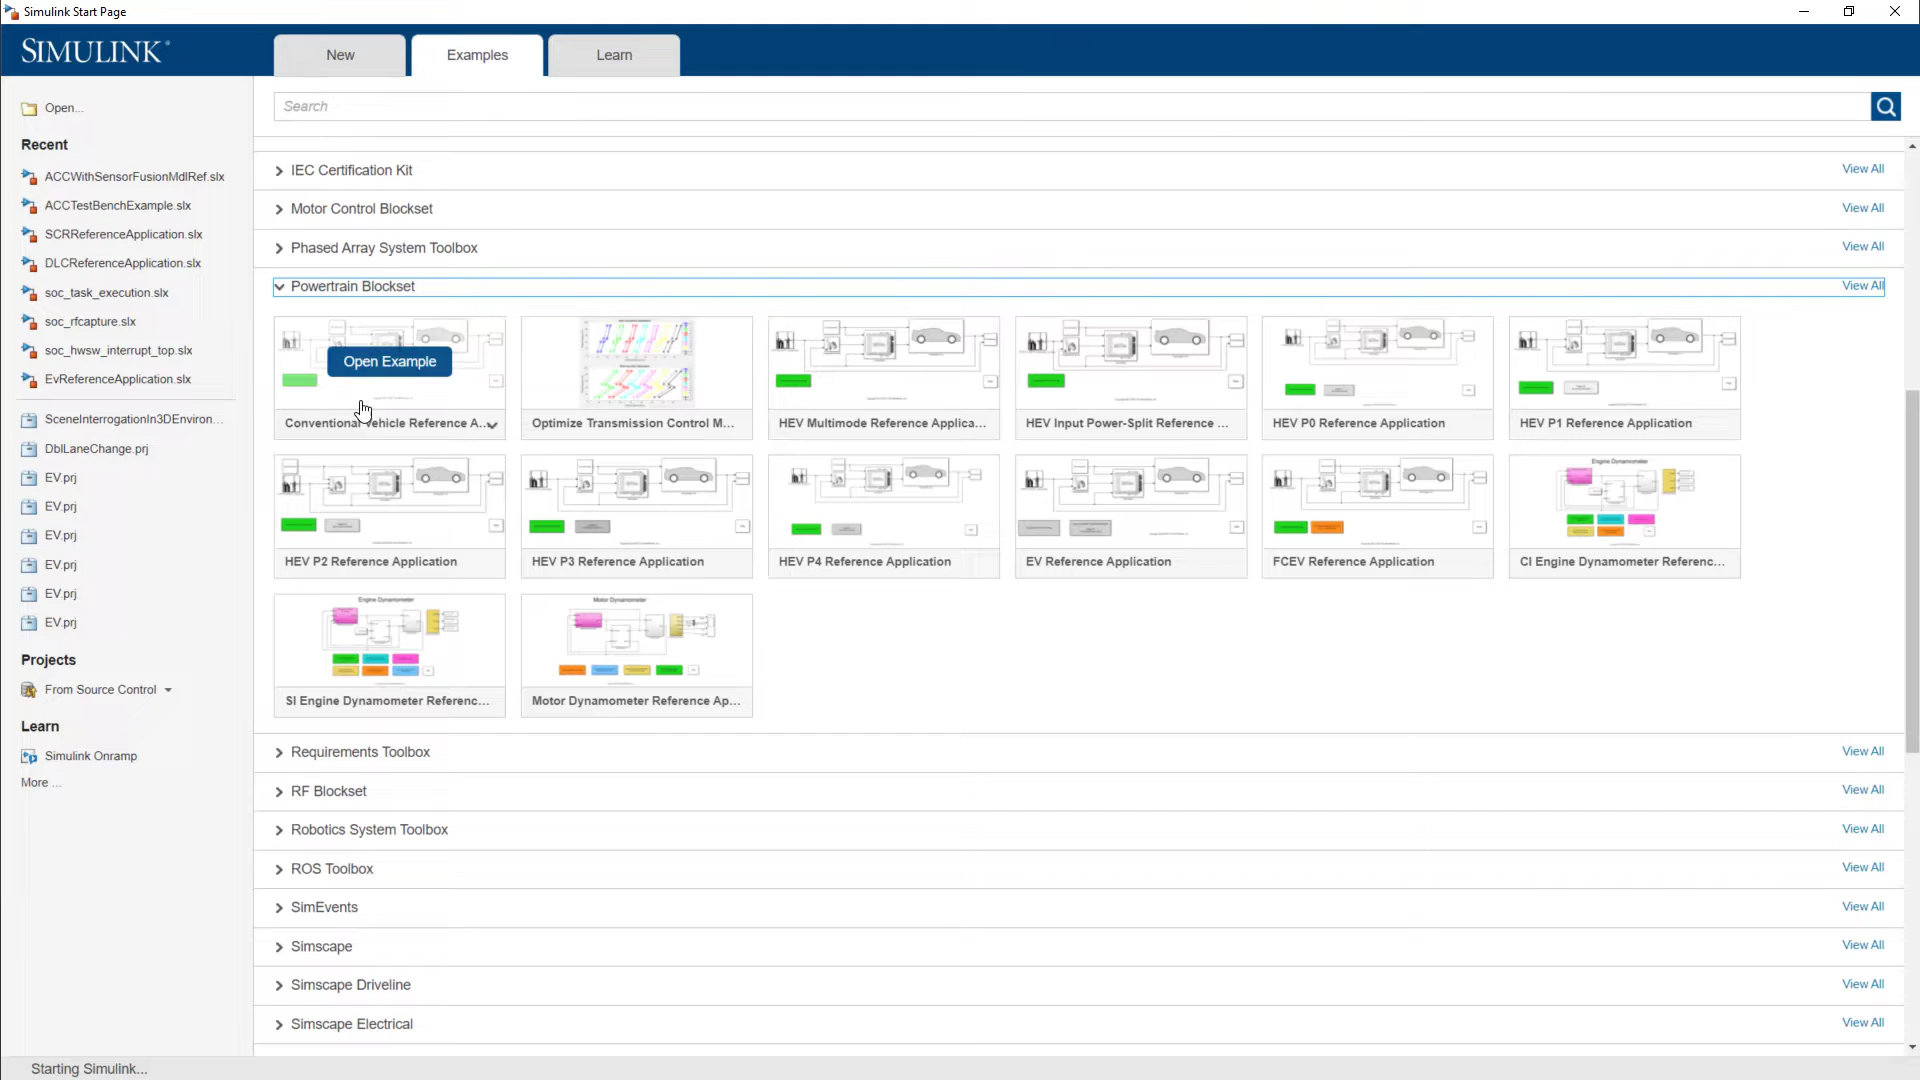 Simulink Start Page
SIMULINK®
New
Examples
Learn
Open...
Recent
ACCWithSensorFusionMdlRef.slx
ACCTestBenchExample.slx
SCRReferenceApplication.slx
DLCReferenceApplication.slx
soc_task_execution.slx
soc_rfcapture.slx
soc_hwsw_interrupt_top.slx
EvReferenceApplication.slx
SceneInterrogationIn3DEnviron...
DblLaneChange.prj
EV.prj
EV.prj
EV.prj
EV.prj
EV.prj
EV.prj
Projects
From Source Control
Learn
Simulink Onramp
More ...
Search
IEC Certification Kit
View All
Motor Control Blockset
View All
Phased Array System Toolbox
View All
Powertrain Blockset
View All
Open Example
Conventional Vehicle Reference A...
Optimize Transmission Control M...
HEV Multimode Reference Applica...
HEV Input Power-Split Reference ...
HEV P0 Reference Application
HEV P1 Reference Application
HEV P2 Reference Application
HEV P3 Reference Application
HEV P4 Reference Application
EV Reference Application
FCEV Reference Application
Engine Dynamometer
CI Engine Dynamometer Referenc...
Engine Dynamometer
SI Engine Dynamometer Referenc...
Motor Dynamometer
Motor Dynamometer Reference Ap...
Requirements Toolbox
View All
RF Blockset
View All
Robotics System Toolbox
View All
ROS Toolbox
View All
SimEvents
View All
Simscape
View All
Simscape Driveline
View All
Simscape Electrical
View All
Starting Simulink...